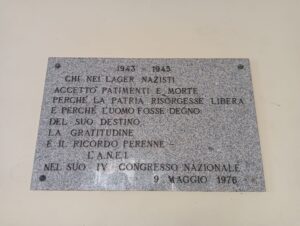 1943 - 1945
CHI NEI LAGER NAZISTI
ACCETTO' PATIMENTI E MORTE
PERCHÉ LA PATRIA RISORGESSE LIBERA
E PERCHÉ L'UOMO FOSSE DEGNO
DEL SUO DESTINO
LA GRATITUDINE
E IL RICORDO PERENNE -
L'A.N.E.I.
NEL SUO IV CONGRESSO NAZIONALE
9 MAGGIO 1976